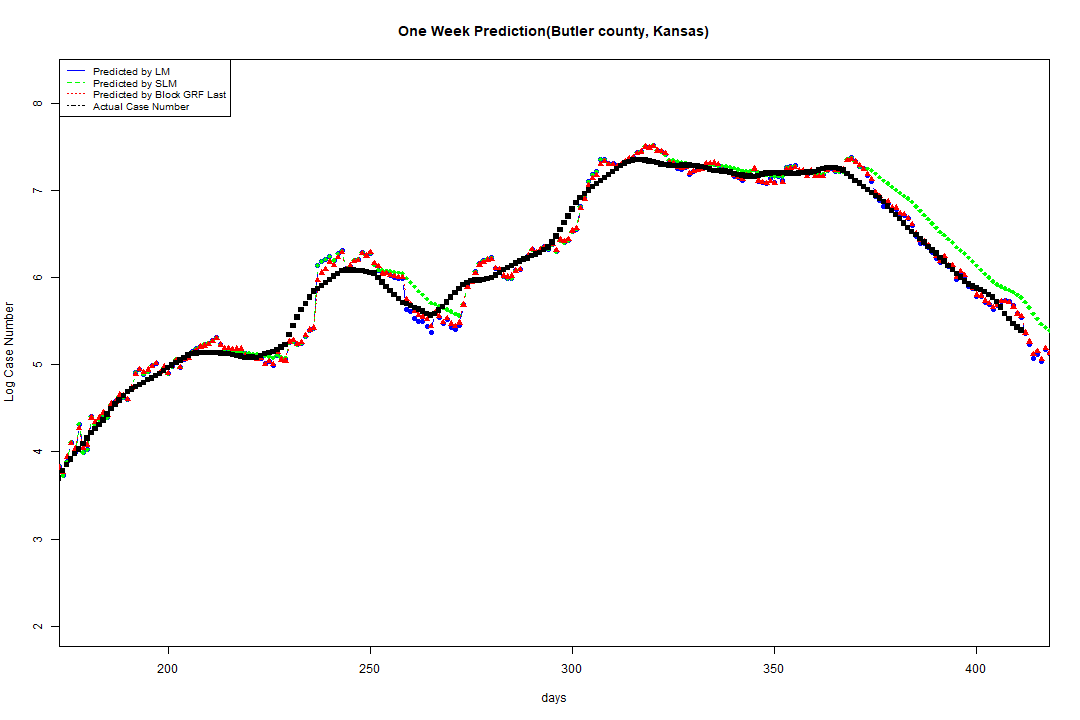 One Week Prediction(Butler county, Kansas)
Predicted by LM
Predicted by SLM
Predicted by Block GRF Last
Actual Case Number
8
7
6
5
4
3
2
Log Case Number
200 250 300 350 400
days